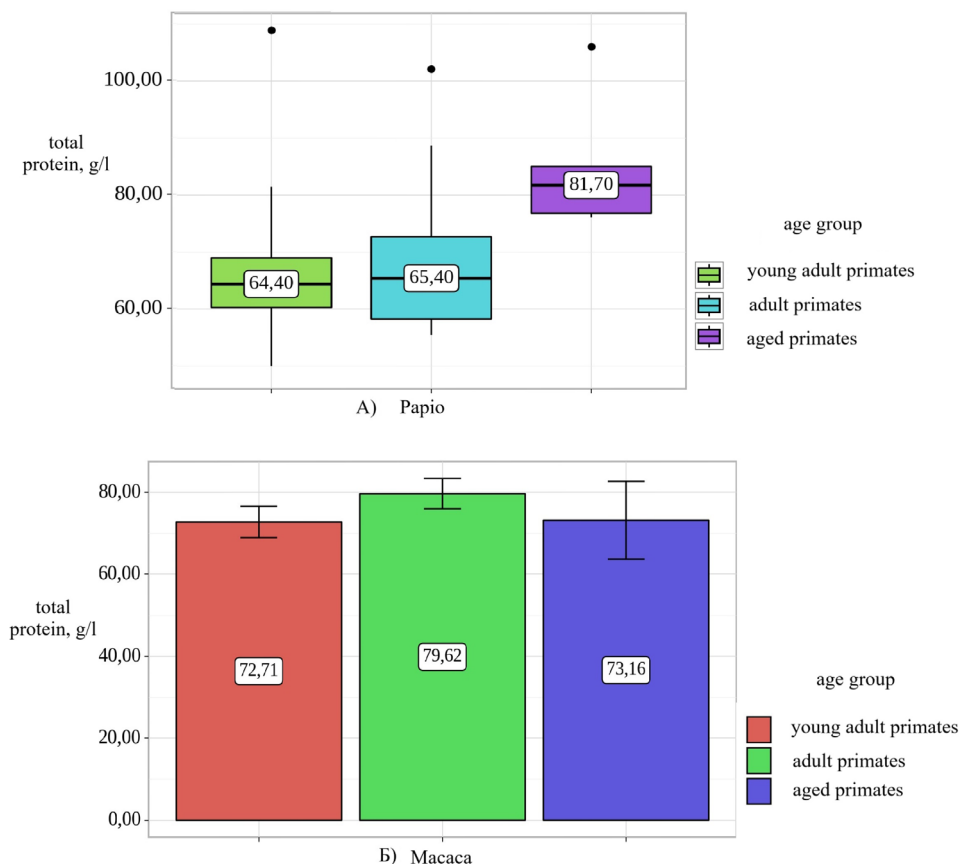 100,00
80,00
60,00
total
protein, g/l
64,40
65,40
81,70
age group
young adult primates
adult primates
aged primates
А) Papio
80,00
60,00
40,00
20,00
0,00
total
protein, g/l
72,71
79,62
73,16
age group
young adult primates
adult primates
aged primates
Б) Macaca